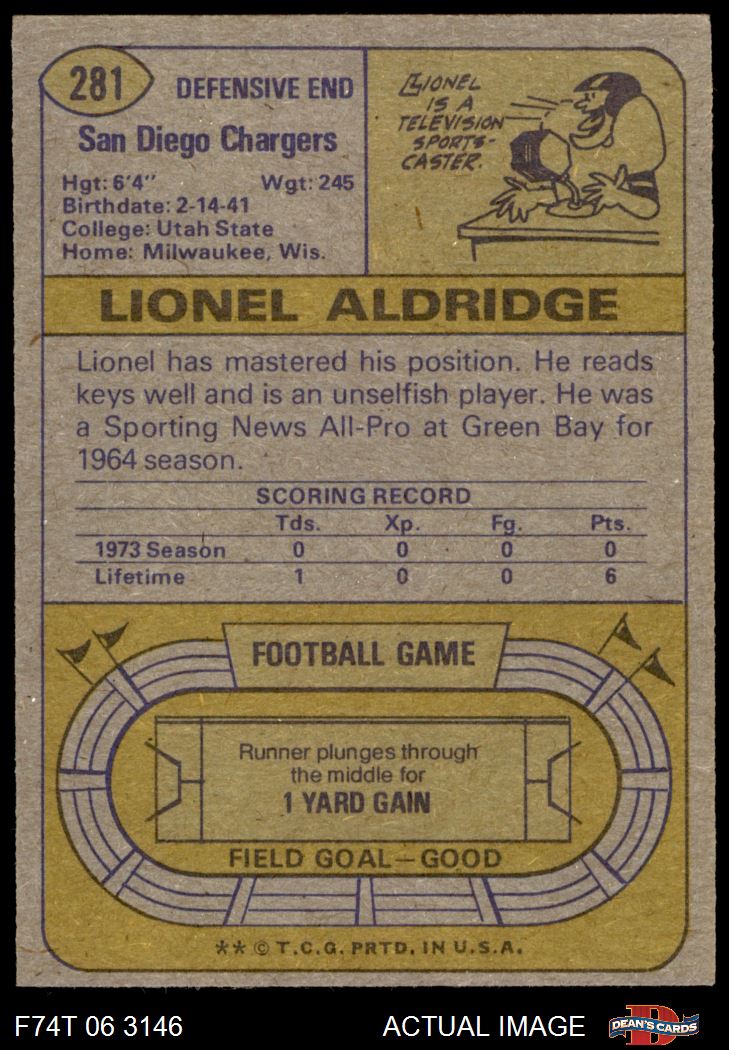 281
DEFENSIVE END
San Diego Chargers
Hgt: 6'4" Wgt: 245
Birthdate: 2-14-41
College: Utah State
Home: Milwaukee, Wis.
LIONEL
IS A
TELEVISION
SPORTS-
CASTER.
LIONEL ALDRIDGE
Lionel has mastered his position. He reads
keys well and is an unselfish player. He was
a Sporting News All-Pro at Green Bay for
1964 season.
SCORING RECORD
Tds. Xp. Fg. Pts.
1973 Season 0 0 0 0
Lifetime 1 0 0 6
FOOTBALL GAME
Runner plunges through
the middle for
1 YARD GAIN
FIELD GOAL—GOOD
** © T.C.G. PRTD. IN U.S.A.
F74T 06 3146 ACTUAL IMAGE
D
DEAN'S CARDS